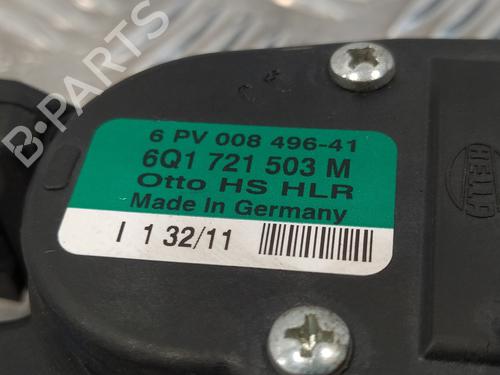 6 PV 008 496-41
6Q1 721 503 M
Otto HS HLR
Made In Germany
I 1 32/11
HELLA
B-PARTS